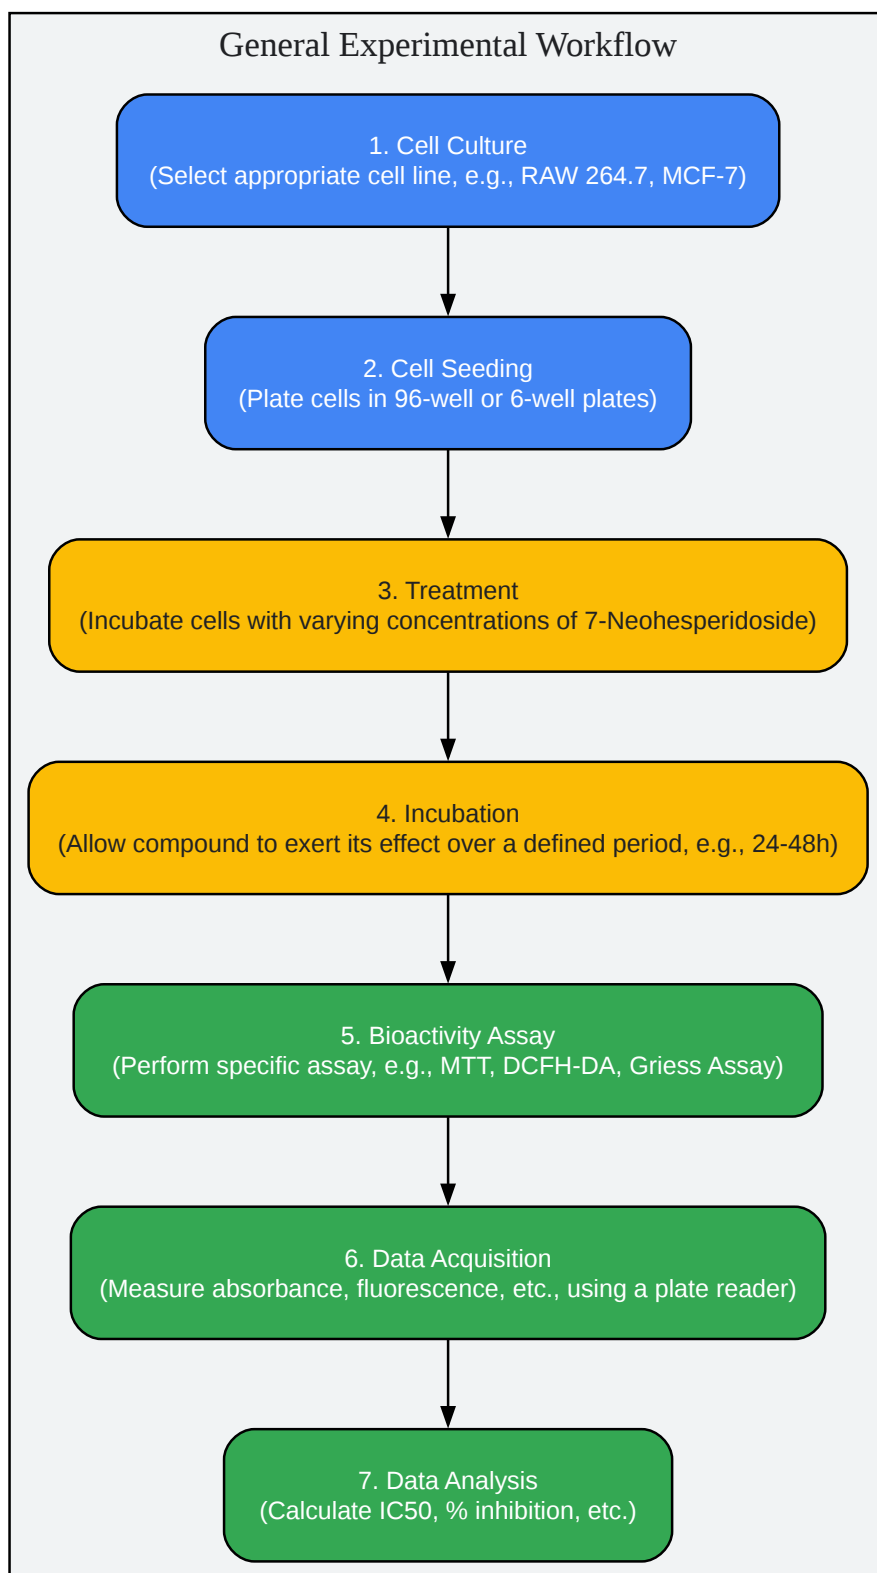 General Experimental Workflow
1. Cell Culture
(Select appropriate cell line, e.g., RAW 264.7, MCF-7)
2. Cell Seeding
(Plate cells in 96-well or 6-well plates)
3. Treatment
(Incubate cells with varying concentrations of 7-Neohesperidoside)
4. Incubation
(Allow compound to exert its effect over a defined period, e.g., 24-48h)
5. Bioactivity Assay
(Perform specific assay, e.g., MTT, DCFH-DA, Griess Assay)
6. Data Acquisition
(Measure absorbance, fluorescence, etc., using a plate reader)
7. Data Analysis
(Calculate IC50, % inhibition, etc.)